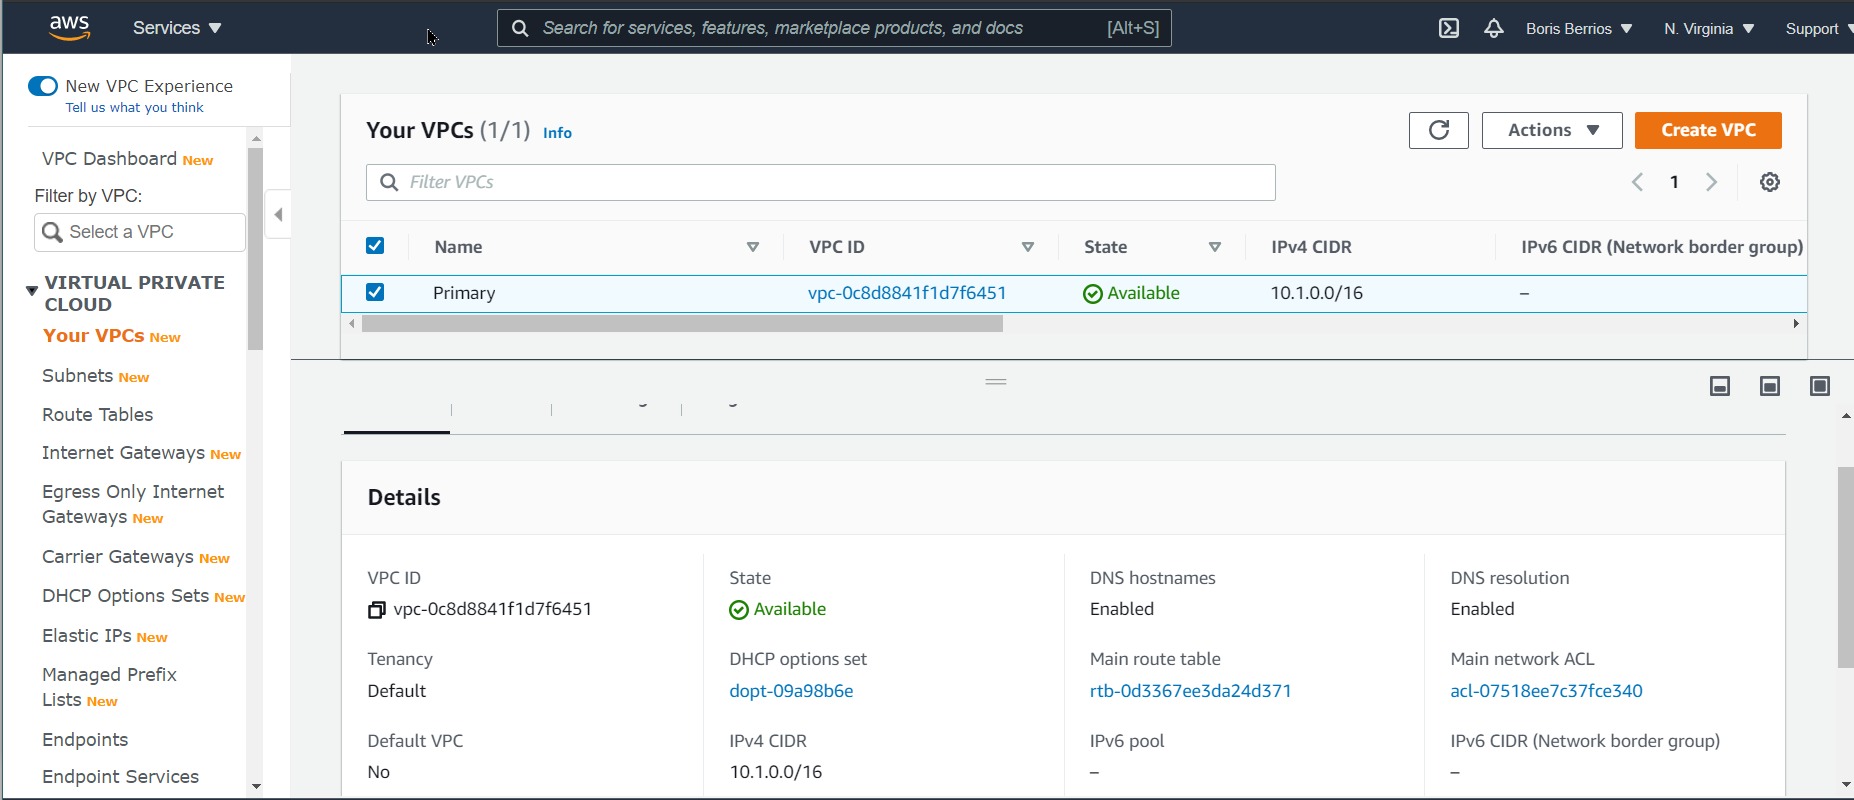 aws
Services
Search for services, features, marketplace products, and docs [Alt+S]
Boris Berrios
N. Virginia
Support
New VPC Experience
Tell us what you think
VPC Dashboard New
Filter by VPC:
Select a VPC
VIRTUAL PRIVATE
CLOUD
Your VPCs New
Subnets New
Route Tables
Internet Gateways New
Egress Only Internet
Gateways New
Carrier Gateways New
DHCP Options Sets New
Elastic IPs New
Managed Prefix
Lists New
Endpoints
Endpoint Services
Your VPCs (1/1) Info
Actions
Create VPC
Filter VPCs
1
Name VPC ID State IPv4 CIDR IPv6 CIDR (Network border group)
Primary vpc-0c8d8841f1d7f6451 Available 10.1.0.0/16 –
Details
VPC ID State DNS hostnames DNS resolution
vpc-0c8d8841f1d7f6451 Available Enabled Enabled
Tenancy DHCP options set Main route table Main network ACL
Default dopt-09a98b6e rtb-0d3367ee3da24d371 acl-07518ee7c37fce340
Default VPC IPv4 CIDR IPv6 pool IPv6 CIDR (Network border group)
No 10.1.0.0/16 – –